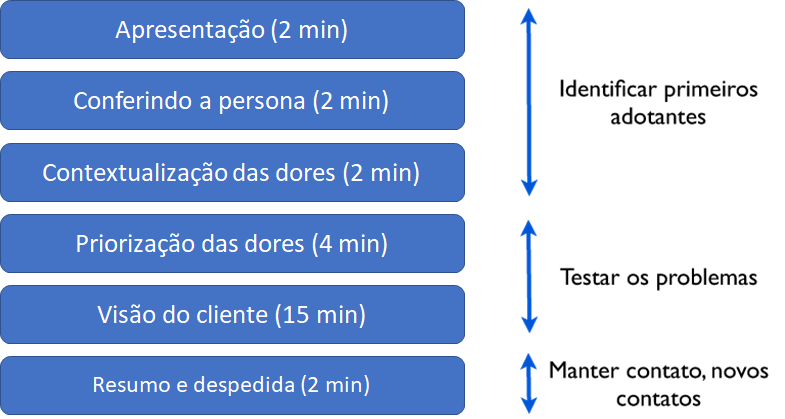 Apresentação (2 min)
Conferindo a persona (2 min)
Contextualização das dores (2 min)
Identificar primeiros
adotantes
Priorização das dores (4 min)
Visão do cliente (15 min)
Testar os problemas
Resumo e despedida (2 min)
Manter contato, novos
contatos